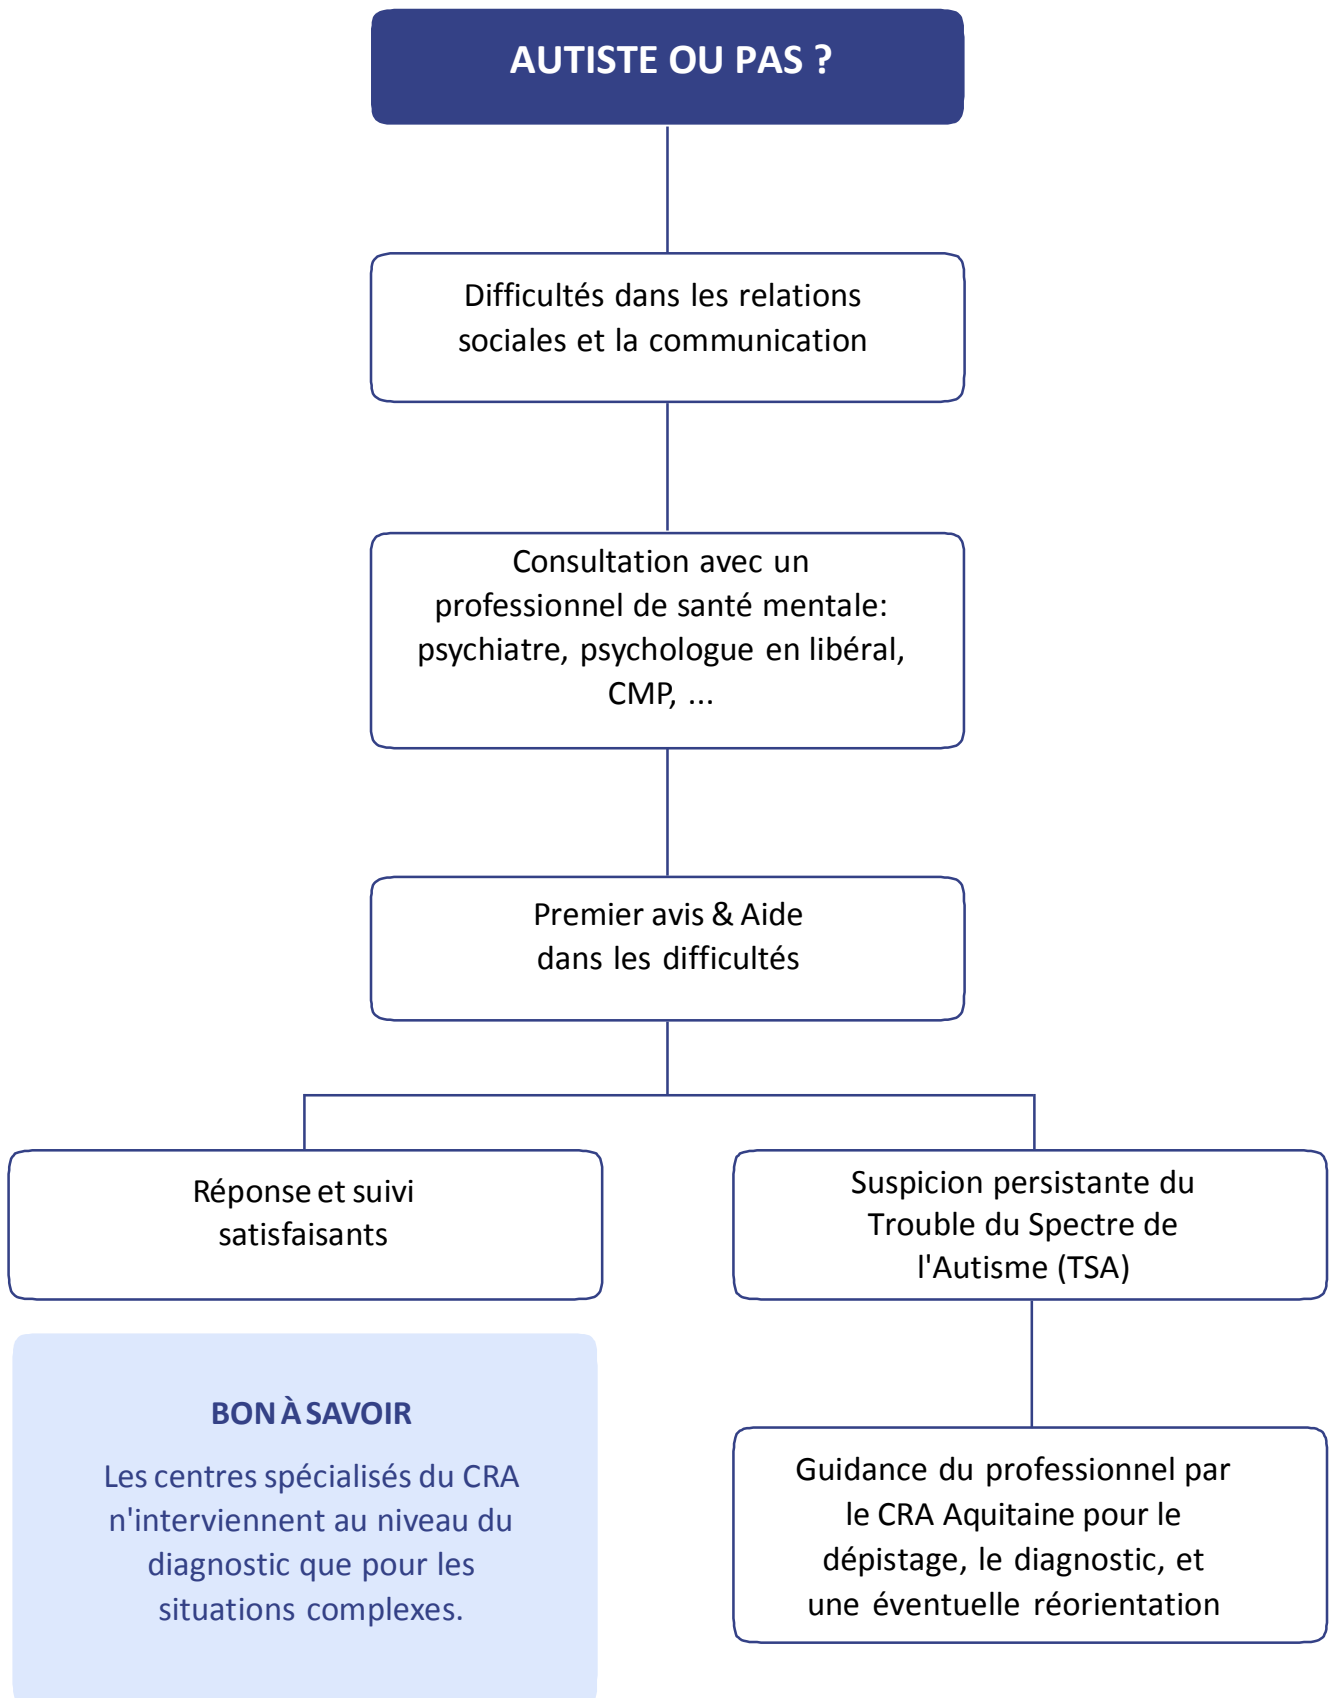 AUTISTE OU PAS ?
Difficultés dans les relations
sociales et la communication
Consultation avec un
professionnel de santé mentale:
psychiatre, psychologue en libéral,
CMP, ...
Premier avis & Aide
dans les difficultés
Réponse et suivi
satisfaisants
Suspicion persistante du
Trouble du Spectre de
l'Autisme (TSA)
BON À SAVOIR
Les centres spécialisés du CRA
n'interviennent au niveau du
diagnostic que pour les
situations complexes.
Guidance du professionnel par
le CRA Aquitaine pour le
dépistage, le diagnostic, et
une éventuelle réorientation